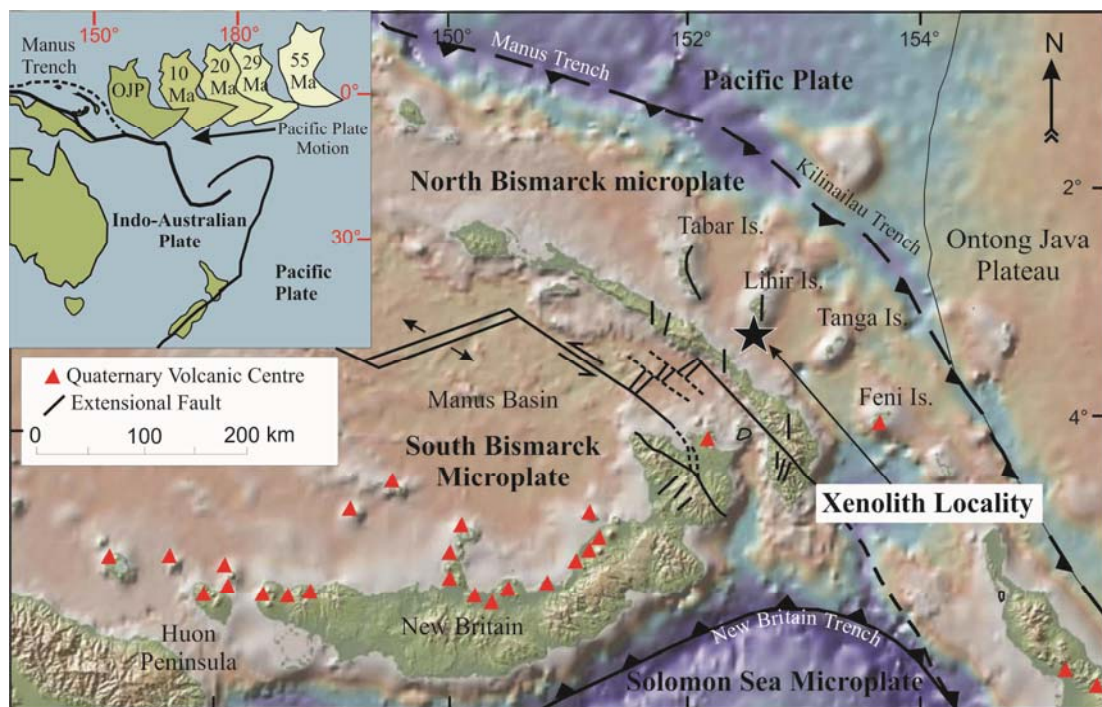 150°
180°
Manus
Trench
OJP
10
Ma
20
Ma
29
Ma
55
Ma
0°
Pacific Plate
Motion
Indo-Australian
Plate
30°
Pacific
Plate
150°
152°
154°
N
Manus Trench
Pacific Plate
North Bismarck microplate
Kilinailau Trench
2°
Tabar Is.
Ontong Java
Plateau
Lihir Is.
Tanga Is.
Quaternary Volcanic Centre
Extensional Fault
0 100 200 km
Manus Basin
Feni Is.
4°
South Bismarck
Microplate
Xenolith Locality
New Britain
Huon
Peninsula
New Britain Trench
Solomon Sea Microplate